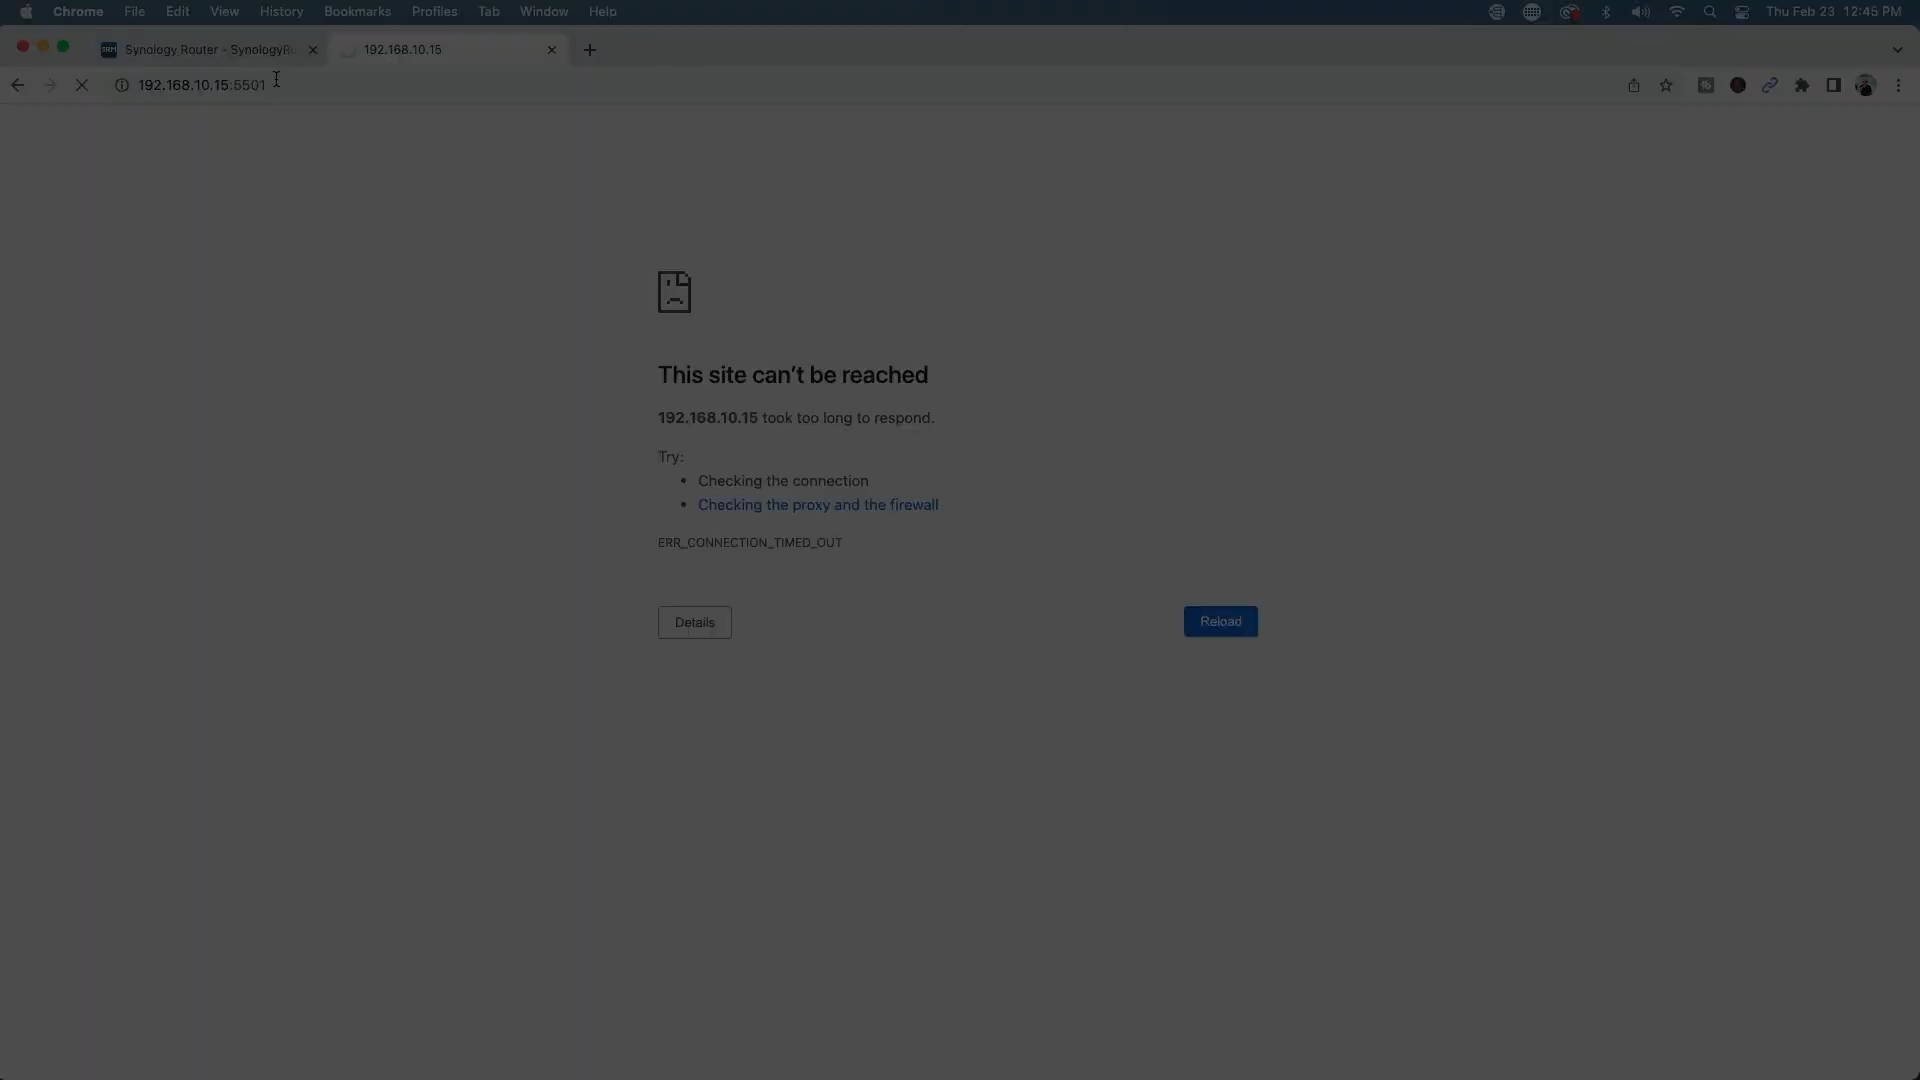 Chrome File Edit View History Bookmarks Profiles Tab Window Help Thu Feb 23 12:45 PM
SRM Synology Router - SynologyRo 192.168.10.15
192.168.10.15:5501
This site can't be reached
192.168.10.15 took too long to respond.
Try:
• Checking the connection
• Checking the proxy and the firewall
ERR_CONNECTION_TIMED_OUT
Details Reload